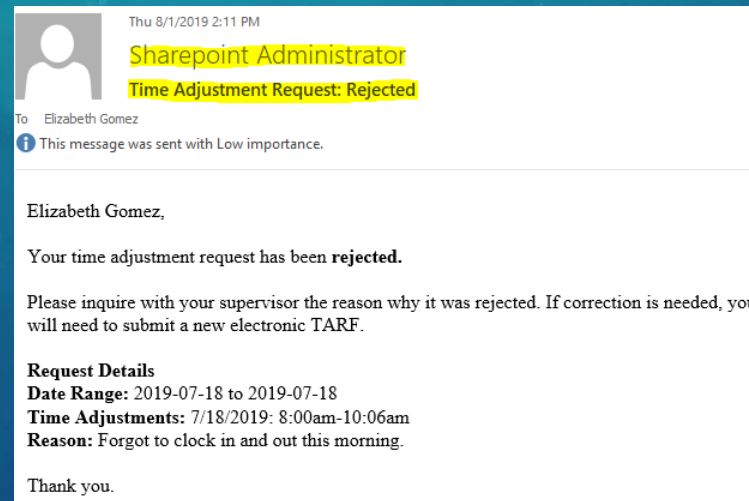 Thu 8/1/2019 2:11 PM
Sharepoint Administrator
Time Adjustment Request: Rejected
To Elizabeth Gomez
This message was sent with Low importance.
Elizabeth Gomez,
Your time adjustment request has been rejected.
Please inquire with your supervisor the reason why it was rejected. If correction is needed, you
will need to submit a new electronic TARF.
Request Details
Date Range: 2019-07-18 to 2019-07-18
Time Adjustments: 7/18/2019: 8:00am-10:06am
Reason: Forgot to clock in and out this morning.
Thank you.